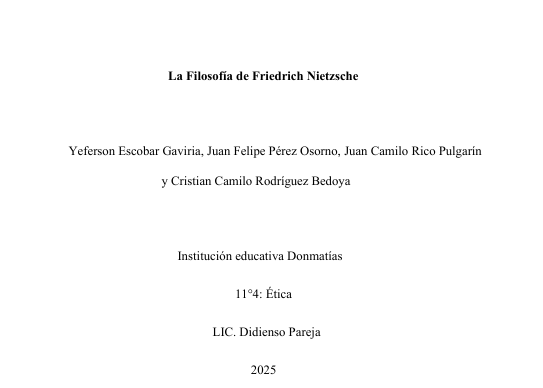 La Filosofía de Friedrich Nietzsche
Yeferson Escobar Gaviria, Juan Felipe Pérez Osorno, Juan Camilo Rico Pulgarín
y Cristian Camilo Rodríguez Bedoya
Institución educativa Donmatías
11°4: Ética
LIC. Didienso Pareja
2025